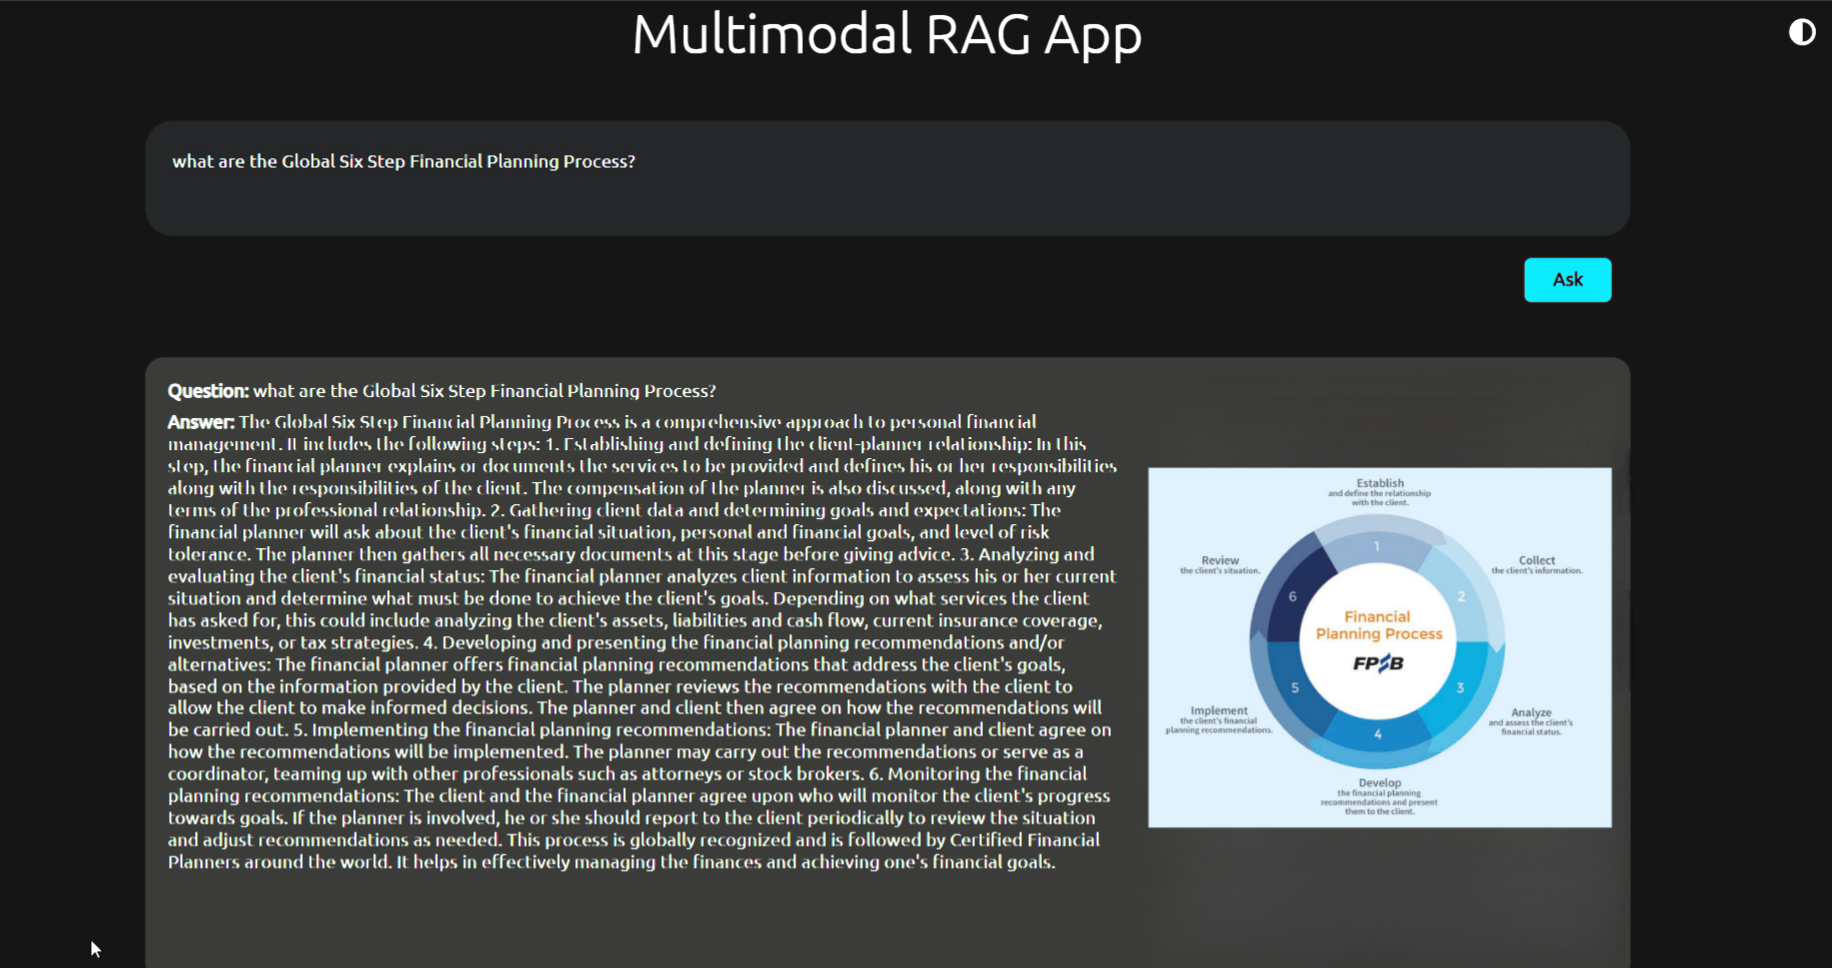 Multimodal RAG App
what are the Global Six Step Financial Planning Process?
Ask
Question: what are the Global Six Step Financial Planning Process?
Answer: The Global Six Step Financial Planning Process is a comprehensive approach to personal financial
management. It includes the following steps: 1. Establishing and defining the client-planner relationship: In this
step, the financial planner explains or documents the services to be provided and defines his or her responsibilities
along with the responsibilities of the client. The compensation of the planner is also discussed, along with any
terms of the professional relationship. 2. Gathering client data and determining goals and expectations: The
financial planner will ask about the client's financial situation, personal and financial goals, and level of risk
tolerance. The planner then gathers all necessary documents at this stage before giving advice. 3. Analyzing and
evaluating the client's financial status: The financial planner analyzes client information to assess his or her current
situation and determine what must be done to achieve the client's goals. Depending on what services the client
has asked for, this could include analyzing the client's assets, liabilities and cash flow, current insurance coverage,
investments, or tax strategies. 4. Developing and presenting the financial planning recommendations and/or
alternatives: The financial planner offers financial planning recommendations that address the client's goals,
based on the information provided by the client. The planner reviews the recommendations with the client to
allow the client to make informed decisions. The planner and client then agree on how the recommendations will
be carried out. 5. Implementing the financial planning recommendations: The financial planner and client agree on
how the recommendations will be implemented. The planner may carry out the recommendations or serve as a
coordinator, teaming up with other professionals such as attorneys or stock brokers. 6. Monitoring the financial
planning recommendations: The client and the financial planner agree upon who will monitor the client's progress
towards goals. If the planner is involved, he or she should report to the client periodically to review the situation
and adjust recommendations as needed. This process is globally recognized and is followed by Certified Financial
Planners around the world. It helps in effectively managing the finances and achieving one's financial goals.
Establish
and define the relationship
with the client.
1
Collect
the client's information.
2
Analyze
and assess the client's
financial status.
3
Develop
the financial planning
recommendations and present
them to the client.
4
Implement
the client's financial
planning recommendations.
5
Review
the client's situation.
6
Financial
Planning Process
FPSB